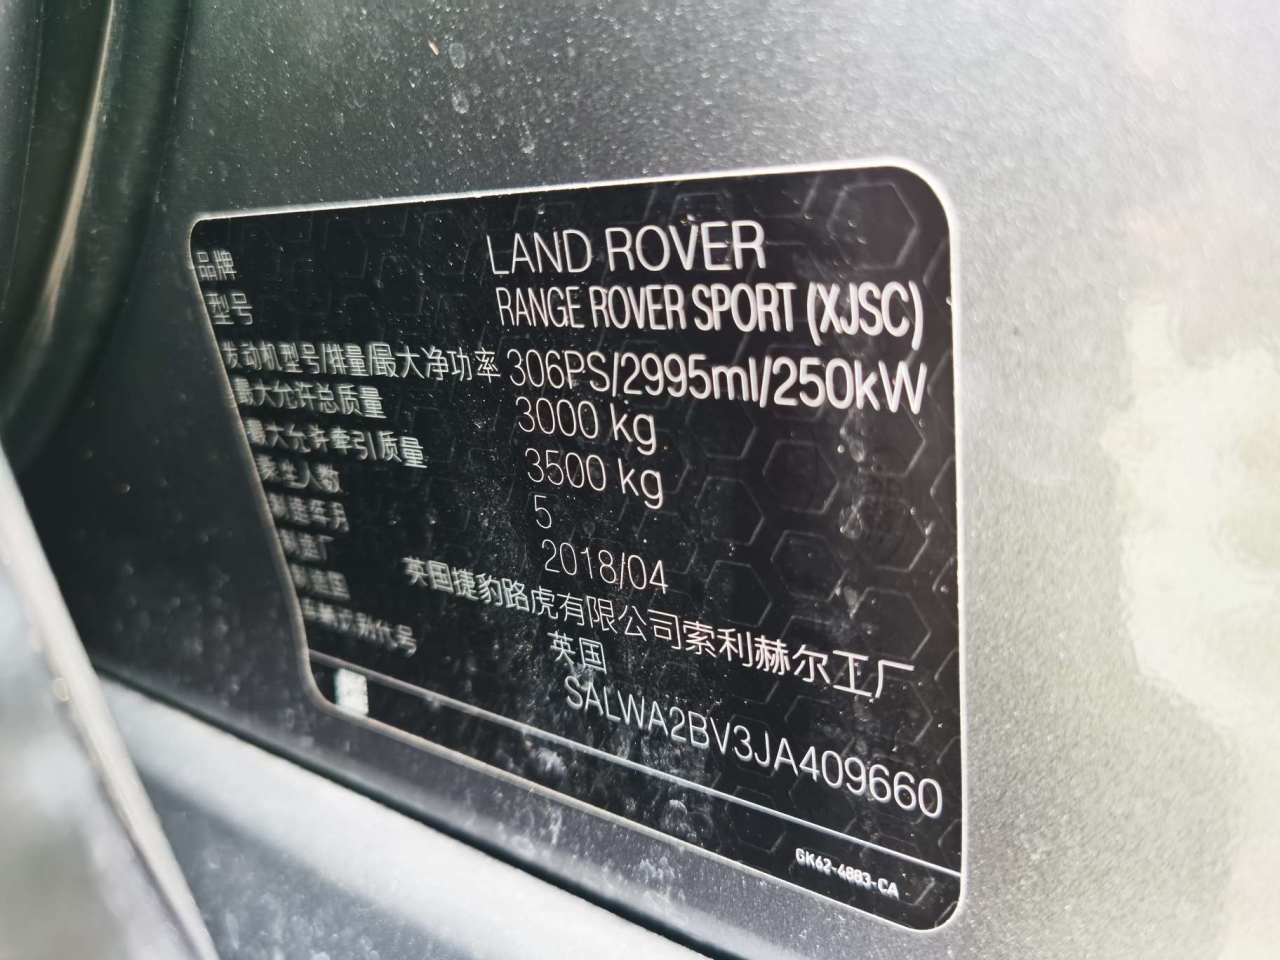 品牌 LAND ROVER
型号 RANGE ROVER SPORT (XJSC)
发动机型号/排量/最大净功率 306PS/2995ml/250kW
最大允许总质量 3000 kg
最大允许牵引质量 3500 kg
乘坐人数 5
制造年月 2018/04
制造厂 英国捷豹路虎有限公司索利赫尔工厂
制造国 英国
车辆识别代号 SALWA2BV3JA409660
GK62-4883-CA